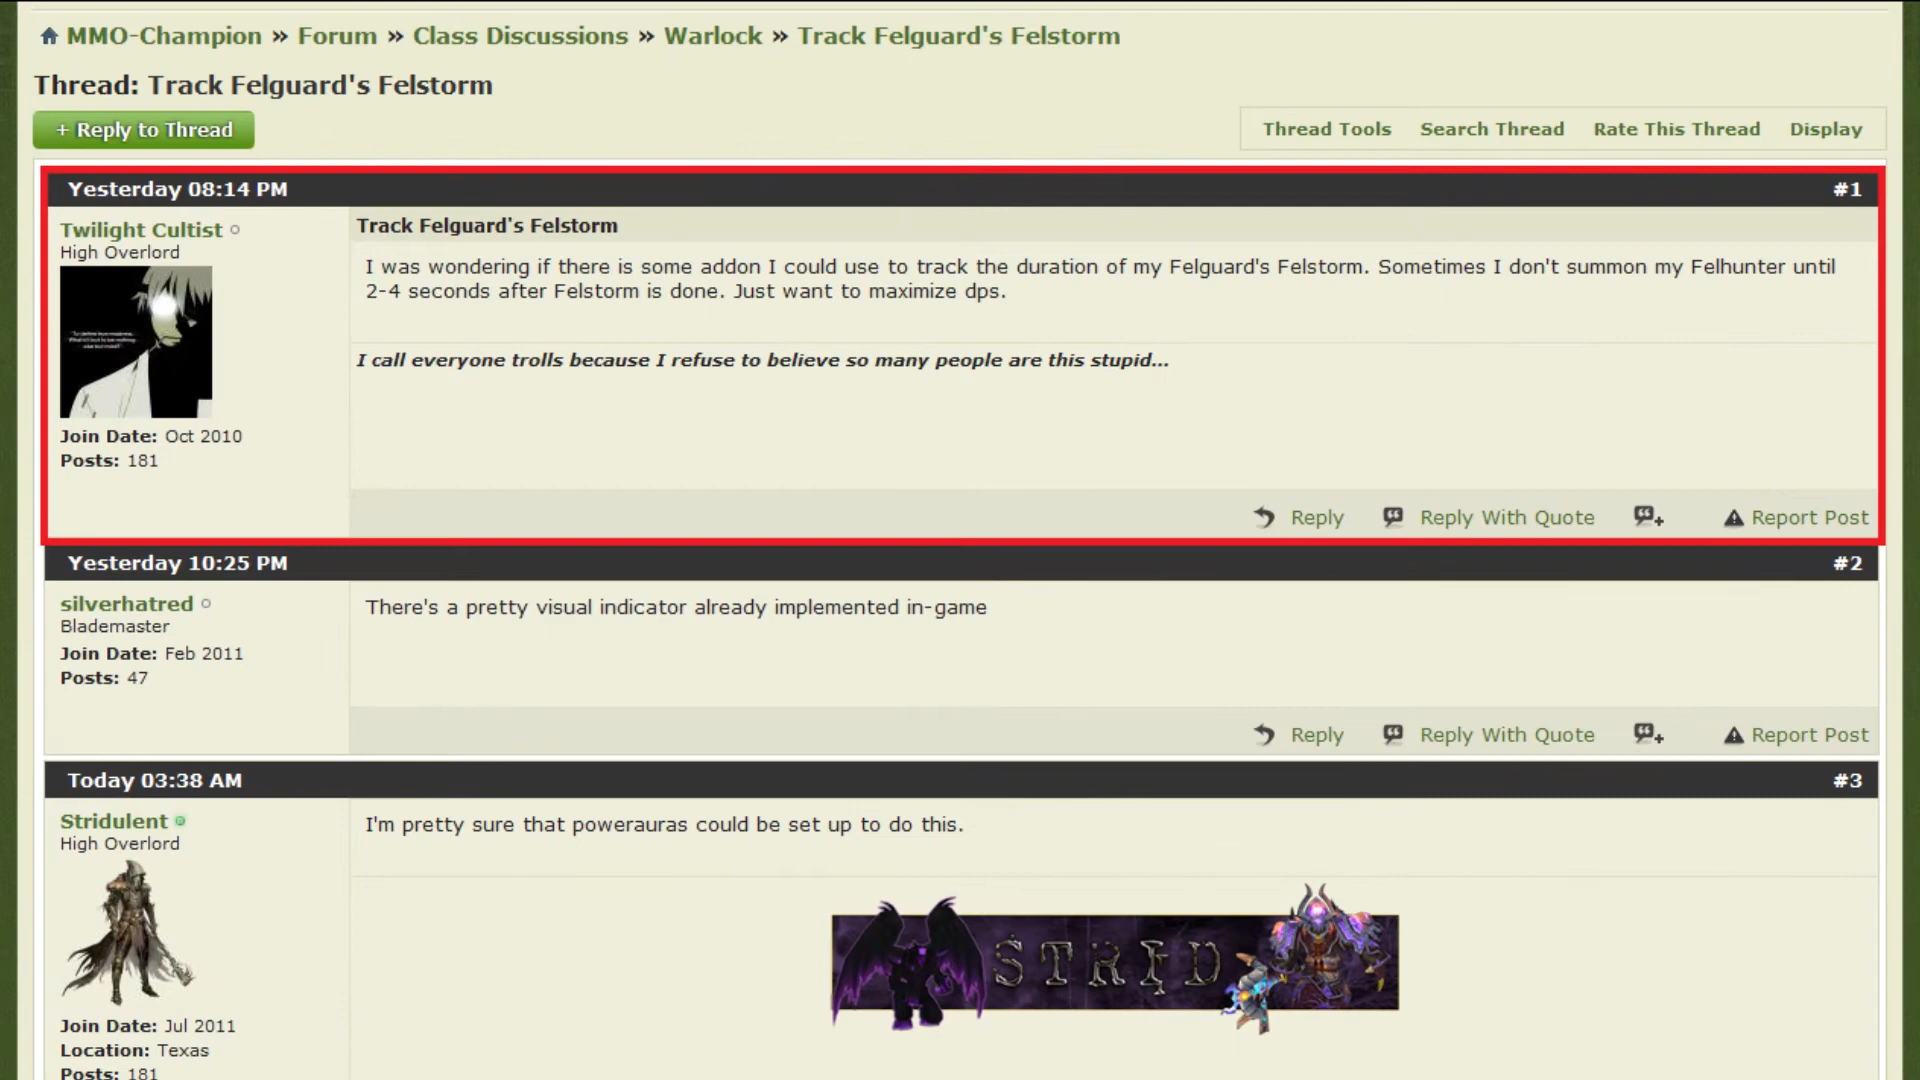 MMO-Champion » Forum » Class Discussions » Warlock » Track Felguard's Felstorm
Thread: Track Felguard's Felstorm
+ Reply to Thread
Thread Tools Search Thread Rate This Thread Display
Yesterday 08:14 PM #1
Twilight Cultist
High Overlord
Join Date: Oct 2010
Posts: 181
Track Felguard's Felstorm
I was wondering if there is some addon I could use to track the duration of my Felguard's Felstorm. Sometimes I don't summon my Felhunter until
2-4 seconds after Felstorm is done. Just want to maximize dps.
I call everyone trolls because I refuse to believe so many people are this stupid...
Reply Reply With Quote Report Post
Yesterday 10:25 PM #2
silverhatred
Blademaster
Join Date: Feb 2011
Posts: 47
There's a pretty visual indicator already implemented in-game
Reply Reply With Quote Report Post
Today 03:38 AM #3
Stridulent
High Overlord
Join Date: Jul 2011
Location: Texas
Posts: 181
I'm pretty sure that powerauras could be set up to do this.
STRID